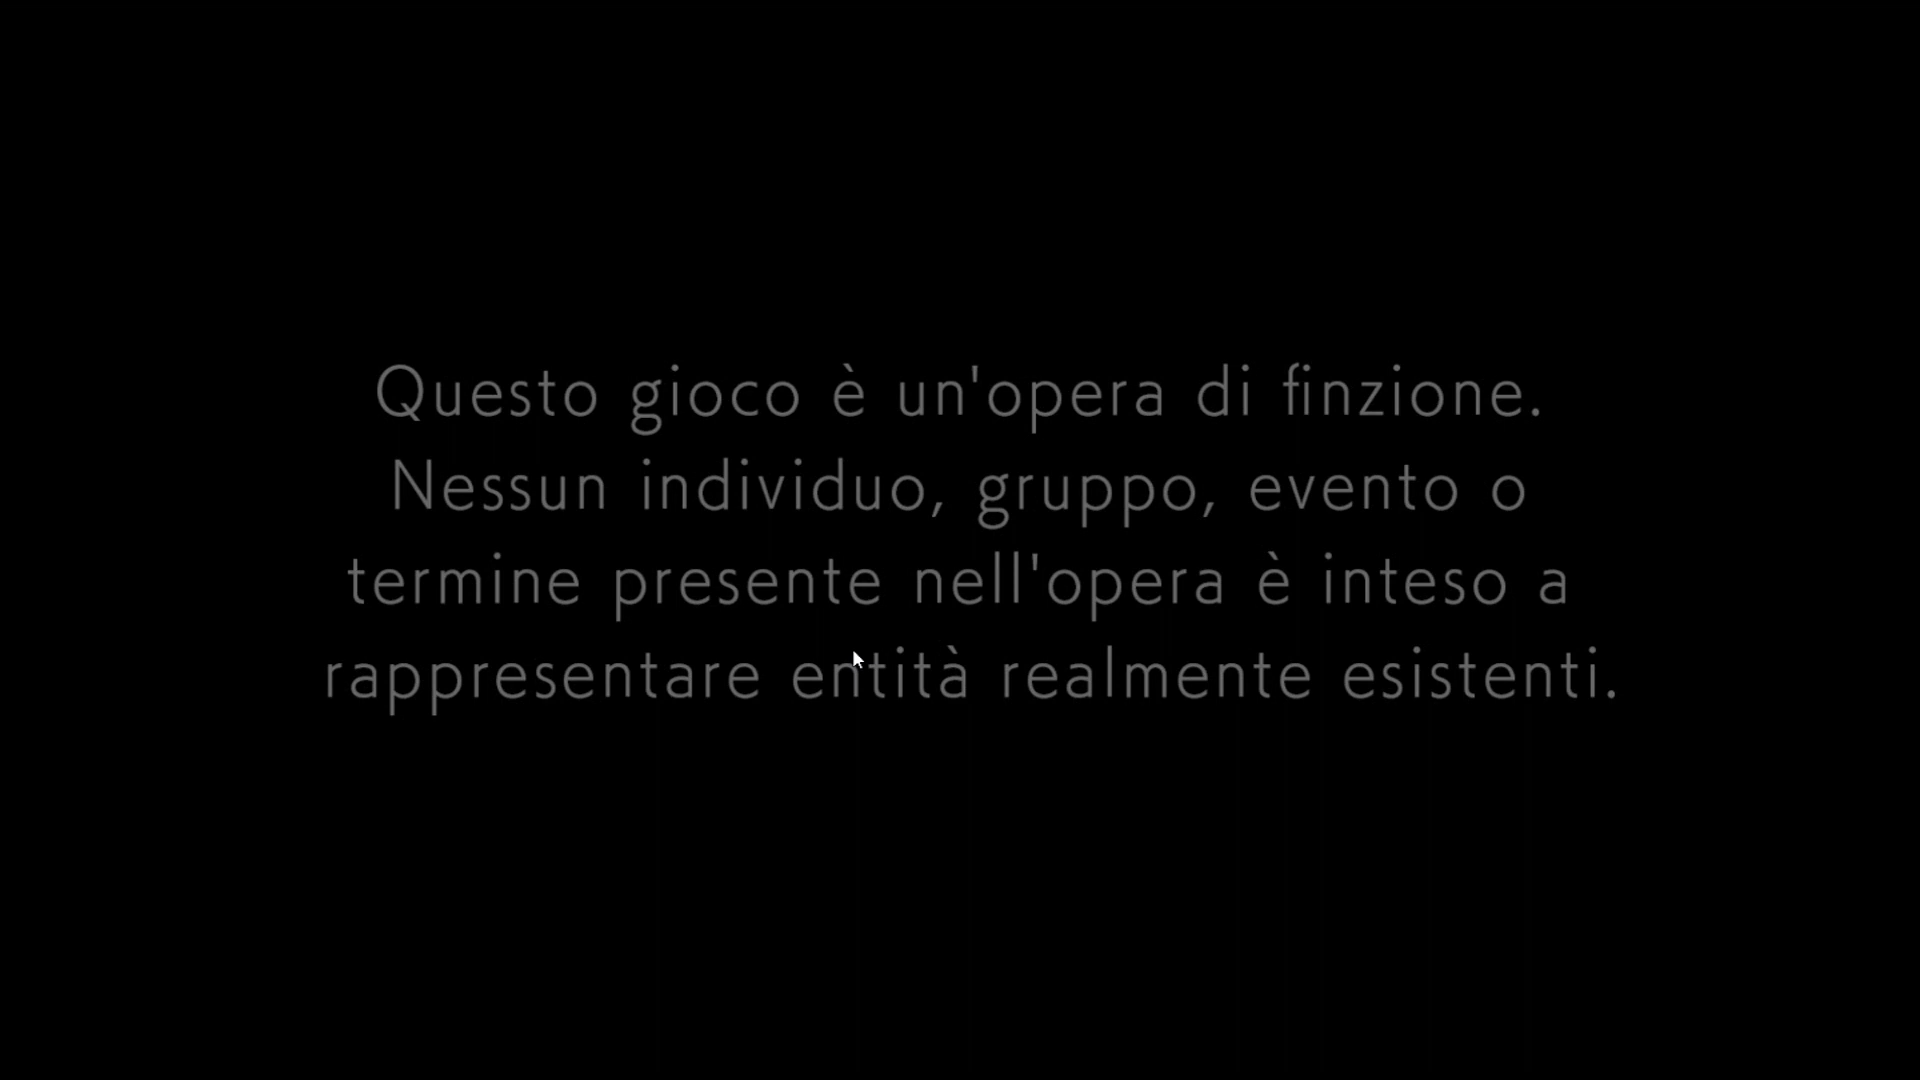 Questo gioco è un'opera di finzione.
Nessun individuo, gruppo, evento o
termine presente nell'opera è inteso a
rappresentare entità realmente esistenti.